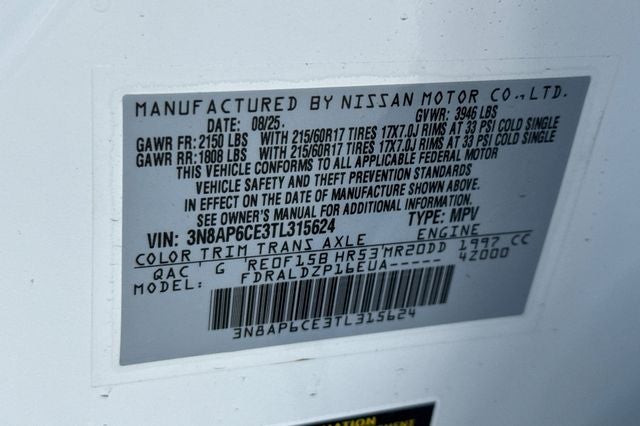 MANUFACTURED BY NISSAN MOTOR CO., LTD.
DATE: 08/25. GVWR: 3946 LBS
GAWR FR: 2150 LBS WITH 215/60R17 TIRES 17X7.0J RIMS AT 33 PSI COLD SINGLE
GAWR RR: 1808 LBS WITH 215/60R17 TIRES 17X7.0J RIMS AT 33 PSI COLD SINGLE
THIS VEHICLE CONFORMS TO ALL APPLICABLE FEDERAL MOTOR
VEHICLE SAFETY AND THEFT PREVENTION STANDARDS
IN EFFECT ON THE DATE OF MANUFACTURE SHOWN ABOVE.
SEE OWNER'S MANUAL FOR ADDITIONAL INFORMATION.
VIN: 3N8AP6CE3TL315624 TYPE: MPV
COLOR TRIM TRANS AXLE ENGINE
QAC G RE0F15B HR53 MR20DD 1997 CC
MODEL: FDRALDZP16EUA----- 42000
3N8AP6CE3TL315624